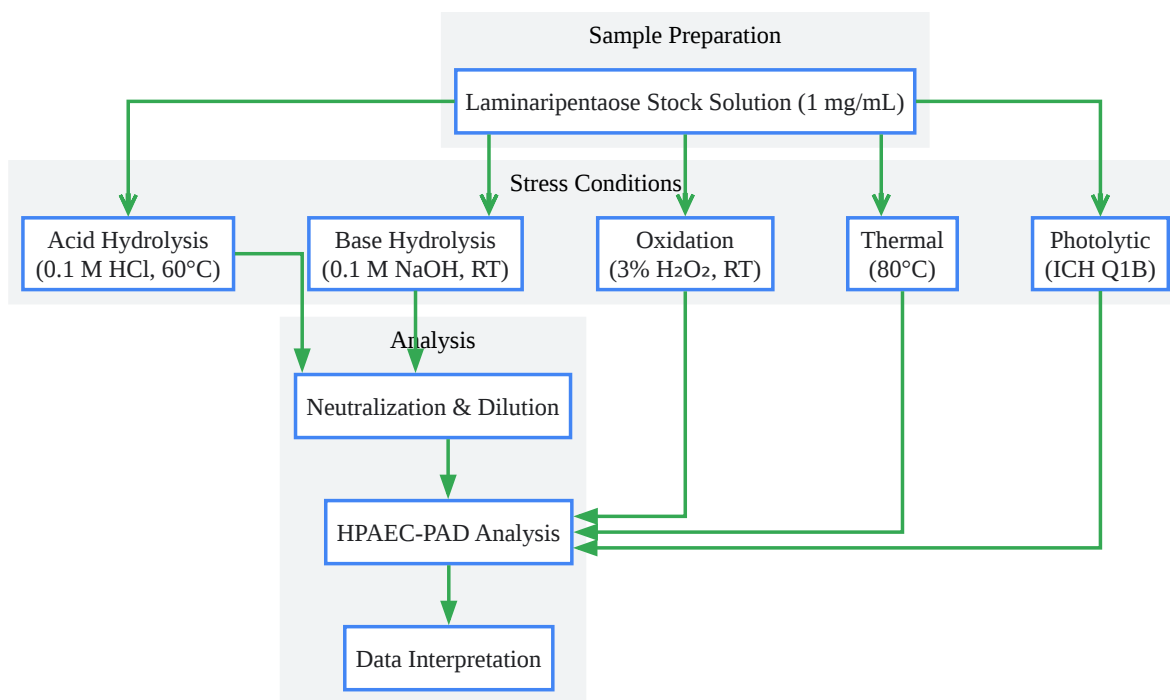 Sample Preparation
Laminaripentaose Stock Solution (1 mg/mL)
Stress Conditions
Acid Hydrolysis
(0.1 M HCl, 60°C)
Base Hydrolysis
(0.1 M NaOH, RT)
Oxidation
(3% H₂O₂, RT)
Thermal
(80°C)
Photolytic
(ICH Q1B)
Analysis
Neutralization & Dilution
HPAEC-PAD Analysis
Data Interpretation